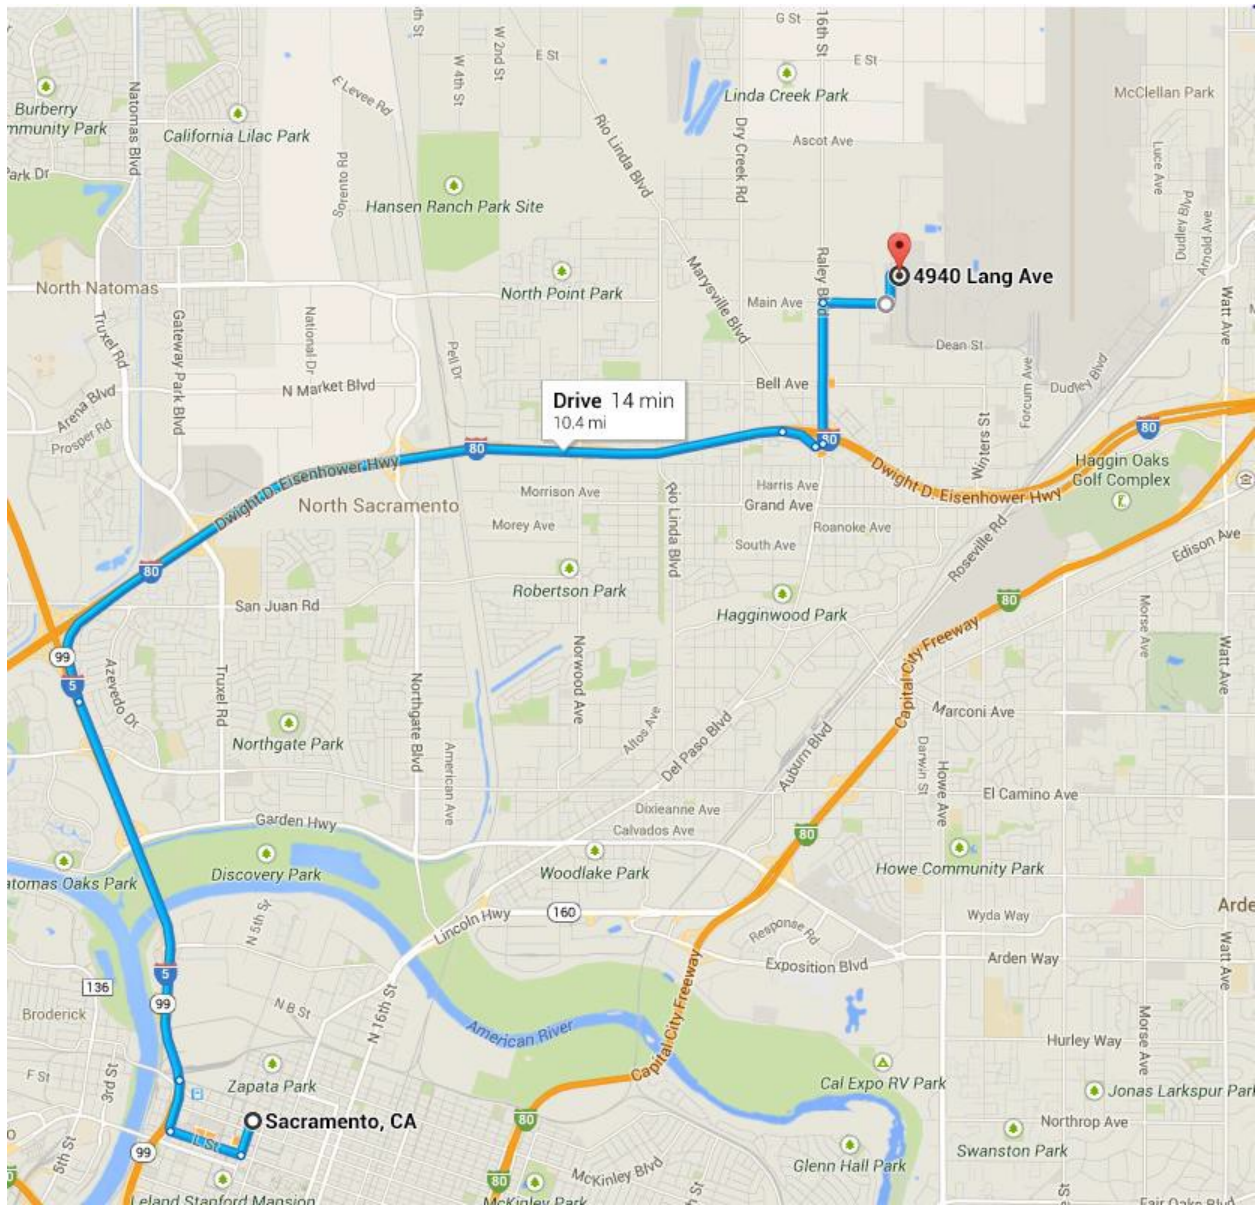 G St
16th St
E St
W 2nd St
W 4th St
E St
E Levee Rd
Linda Creek Park
McClellan Park
Burberry
mmunity Park
Natomas Blvd
California Lilac Park
Rio Linda Blvd
Dry Creek Rd
Ascot Ave
Luce Ave
Park Dr
Sorento Rd
Hansen Ranch Park Site
Dudley Blvd
Arnold Ave
Raley Blvd
4940 Lang Ave
North Natomas
North Point Park
Marysville Blvd
Main Ave
Watt Ave
Truxel Rd
Gateway Park Blvd
National Dr
Pell Dr
Dean St
Forcum Ave
Dudley Blvd
N Market Blvd
Bell Ave
Arena Blvd
Prosper Rd
Drive 14 min
10.4 mi
Winters St
80
80
80
Dwight D. Eisenhower Hwy
Dwight D. Eisenhower Hwy
Haggin Oaks
Golf Complex
North Sacramento
Morrison Ave
Harris Ave
Grand Ave
Rio Linda Blvd
Morey Ave
Roanoke Ave
South Ave
Roseville Rd
Edison Ave
80
Robertson Park
Hagginwood Park
80
San Juan Rd
Morse Ave
Capital City Freeway
99
5
Azevedo Dr
Truxel Rd
Northgate Blvd
Norwood Ave
Watt Ave
Northgate Park
Altos Ave
Del Paso Blvd
Marconi Ave
American Ave
Auburn Blvd
Darwin St
Howe Ave
El Camino Ave
Dixieanne Ave
Garden Hwy
Calvados Ave
80
atomas Oaks Park
Discovery Park
Woodlake Park
Howe Community Park
N 5th St
Lincoln Hwy
160
Response Rd
Wyda Way
Arde
Exposition Blvd
Arden Way
Watt Ave
5
136
99
Broderick
N B St
N 16th St
American River
Capital City Freeway
Morse Ave
Hurley Way
F St
3rd St
Zapata Park
Cal Expo RV Park
Jonas Larkspur Park
Sacramento, CA
80
Northrop Ave
L St
99
5th St
McKinley Blvd
Glenn Hall Park
Swanston Park
Leland Stanford Mansion
80
McKinley Park
Fair Oaks Blvd